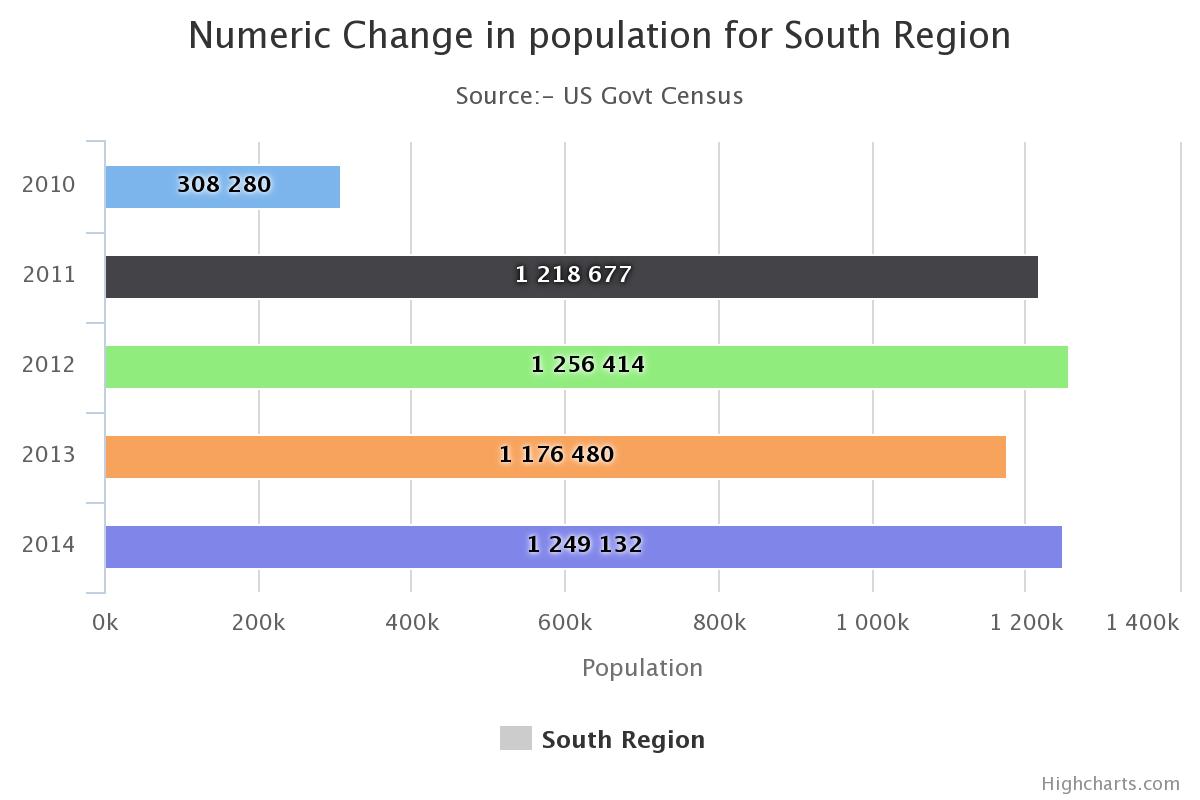 Numeric Change in population for South Region
Source:- US Govt Census
2010
308 280
2011
1 218 677
2012
1 256 414
2013
1 176 480
2014
1 249 132
0k 200k 400k 600k 800k 1 000k 1 200k 1 400k
Population
South Region
Highcharts.com